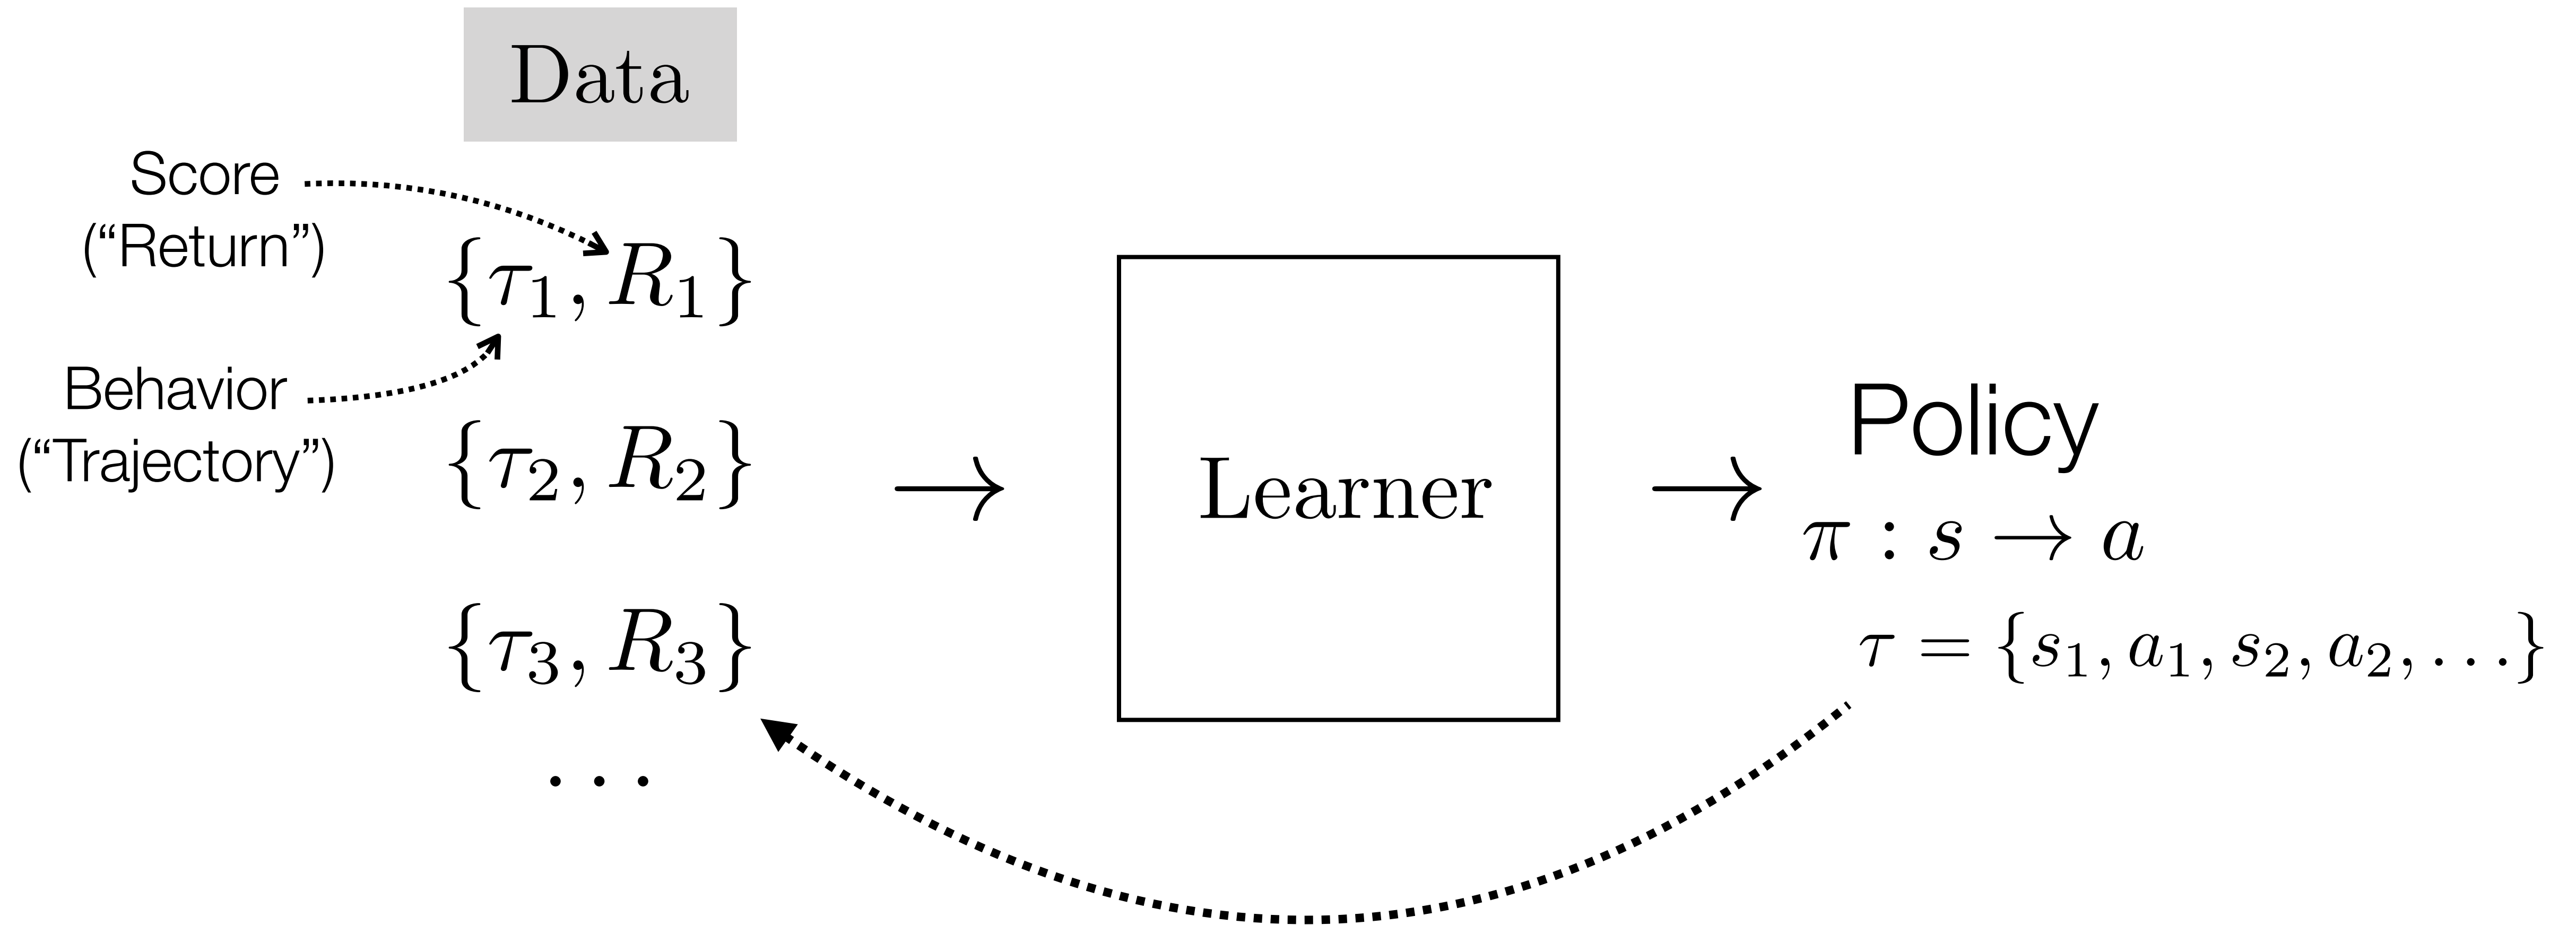 Data
Score
(“Return”)
{τ₁, R₁}
Behavior
(“Trajectory”)
{τ₂, R₂}
{τ₃, R₃}
...
→
Learner
→
Policy
π : s → a
τ = {s₁, a₁, s₂, a₂, ...}